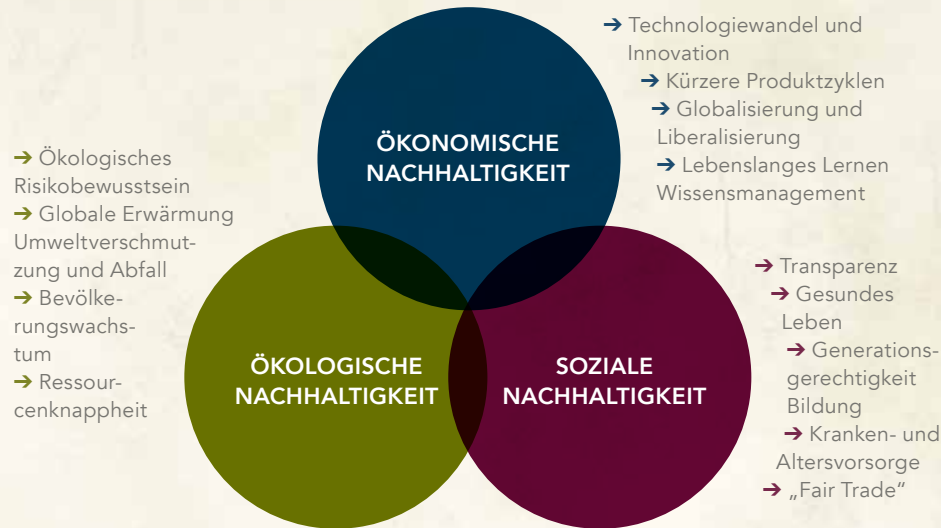 → Technologiewandel und
Innovation
→ Kürzere Produktzyklen
→ Globalisierung und
Liberalisierung
→ Lebenslanges Lernen
Wissensmanagement
ÖKONOMISCHE
NACHHALTIGKEIT
→ Ökologisches
Risikobewusstsein
→ Globale Erwärmung
Umweltverschmut-
zung und Abfall
→ Bevölke-
rungswachs-
tum
→ Ressour-
cenknappheit
ÖKOLOGISCHE
NACHHALTIGKEIT
SOZIALE
NACHHALTIGKEIT
→ Transparenz
→ Gesundes
Leben
→ Generations-
gerechtigkeit
Bildung
→ Kranken- und
Altersvorsorge
→ „Fair Trade“